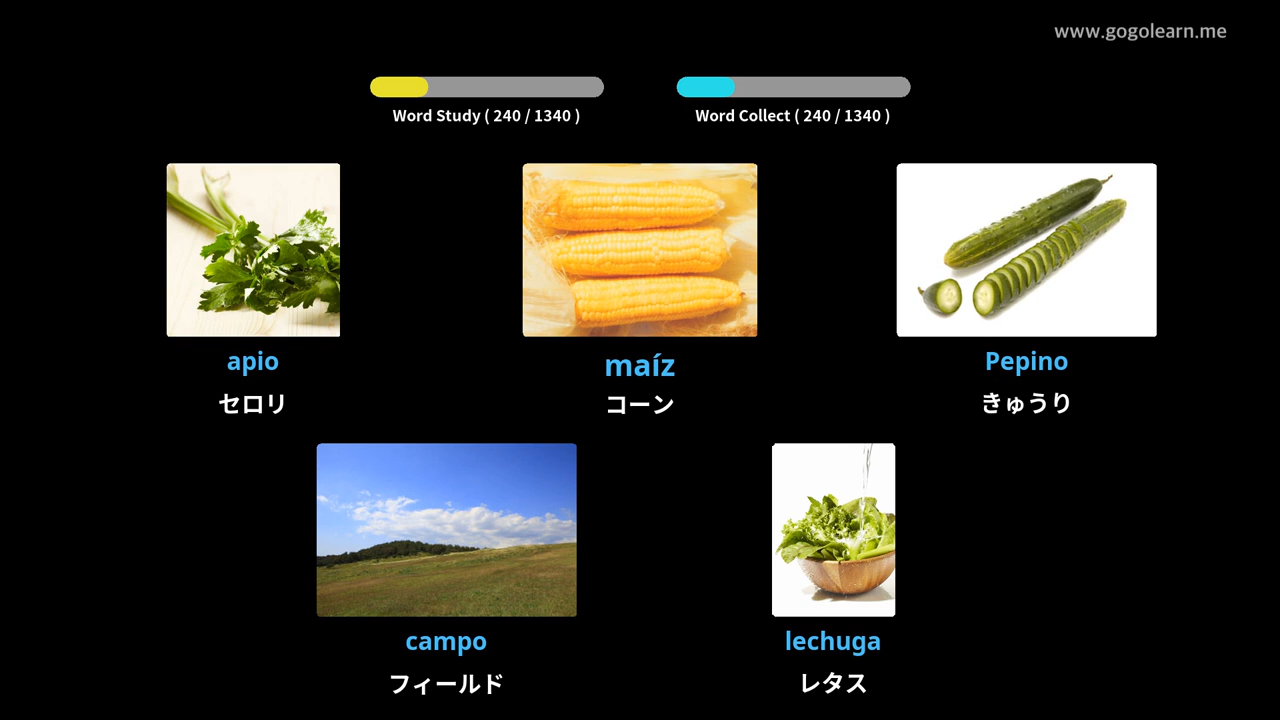 www.gogolearn.me
Word Study ( 240 / 1340 )
Word Collect ( 240 / 1340 )
apio
maíz
Pepino
セロリ
コーン
きゅうり
campo
lechuga
フィールド
レタス